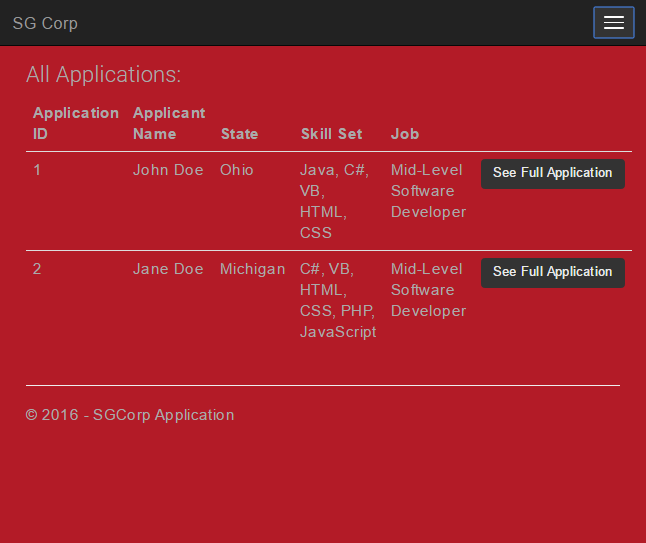 SG Corp
All Applications:
Application ID Applicant Name State Skill Set Job
1 John Doe Ohio Java, C#, VB, HTML, CSS Mid-Level Software Developer See Full Application
2 Jane Doe Michigan C#, VB, HTML, CSS, PHP, JavaScript Mid-Level Software Developer See Full Application
© 2016 - SGCorp Application